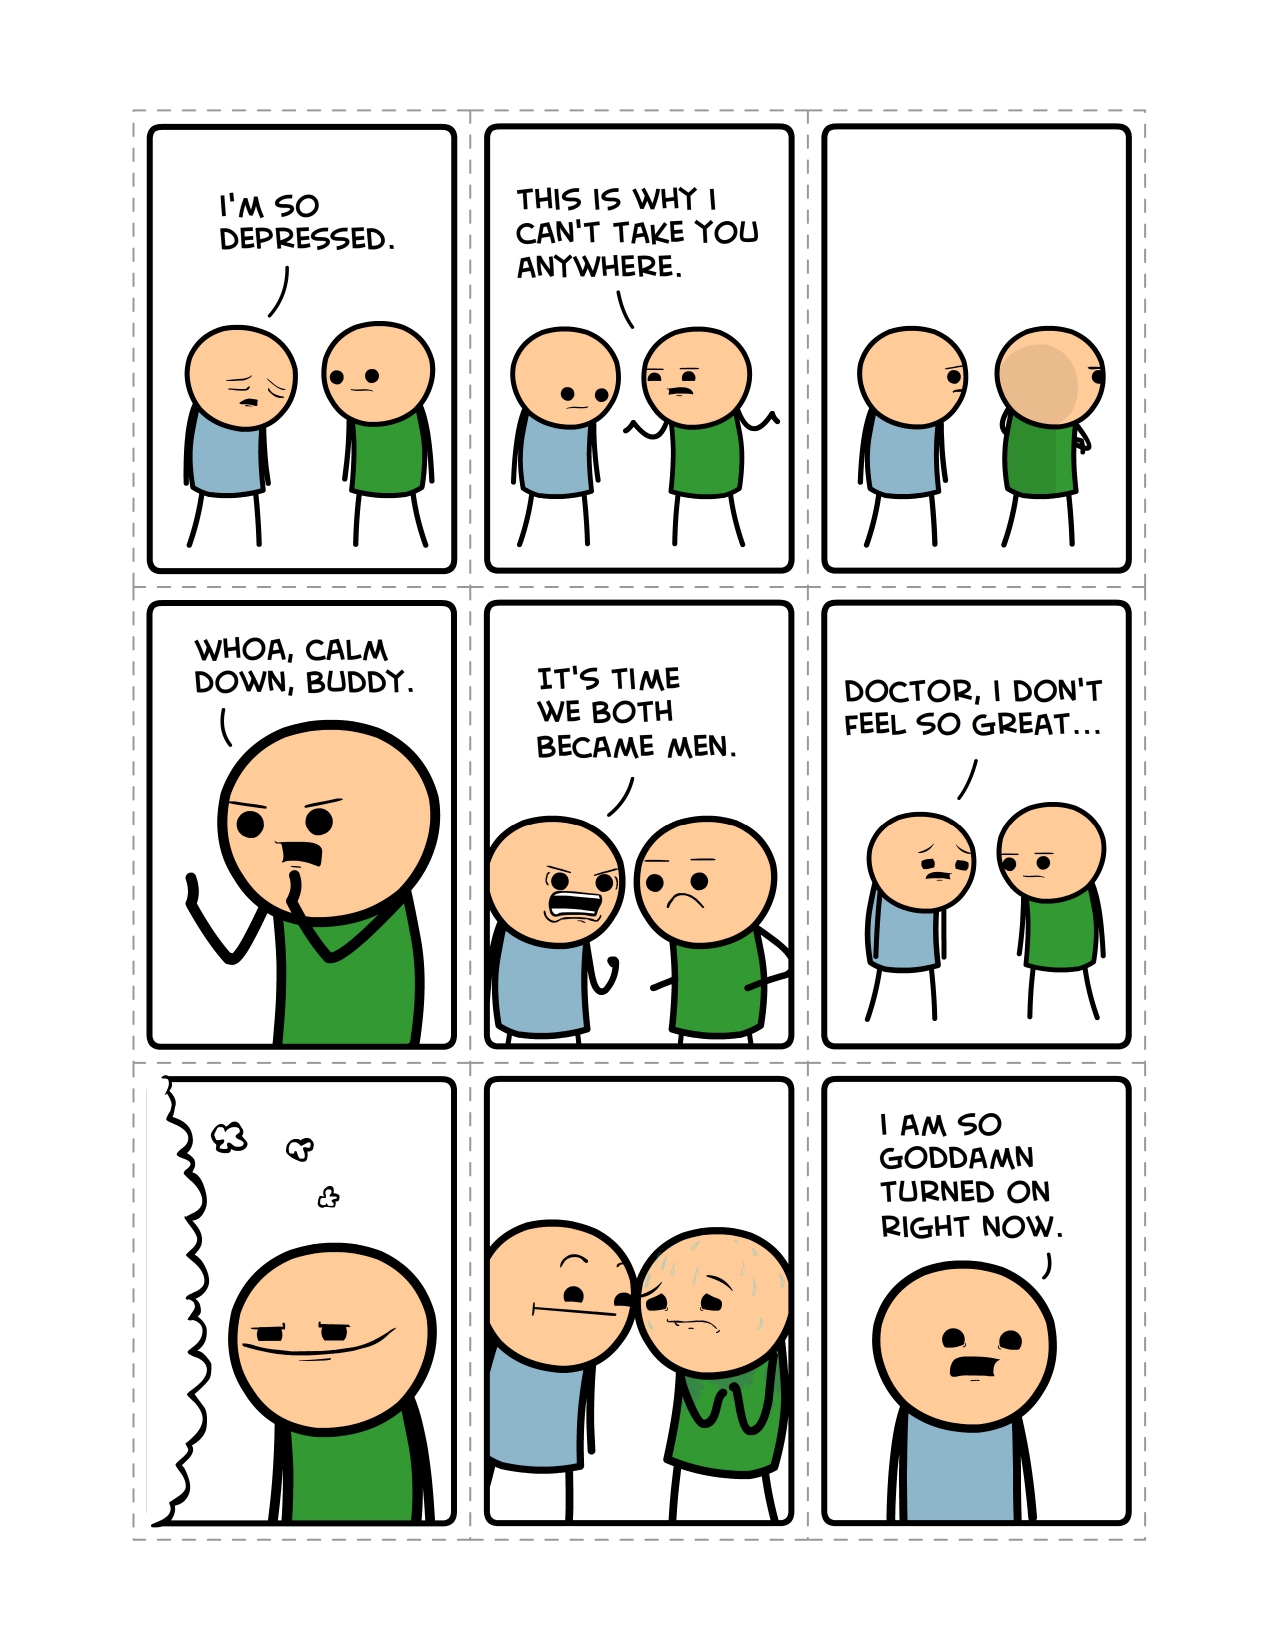 I'M SO
DEPRESSED.
THIS IS WHY I
CAN'T TAKE YOU
ANYWHERE.
WHOA, CALM
DOWN, BUDDY.
IT'S TIME
WE BOTH
BECAME MEN.
DOCTOR, I DON'T
FEEL SO GREAT...
I AM SO
GODDAMN
TURNED ON
RIGHT NOW.